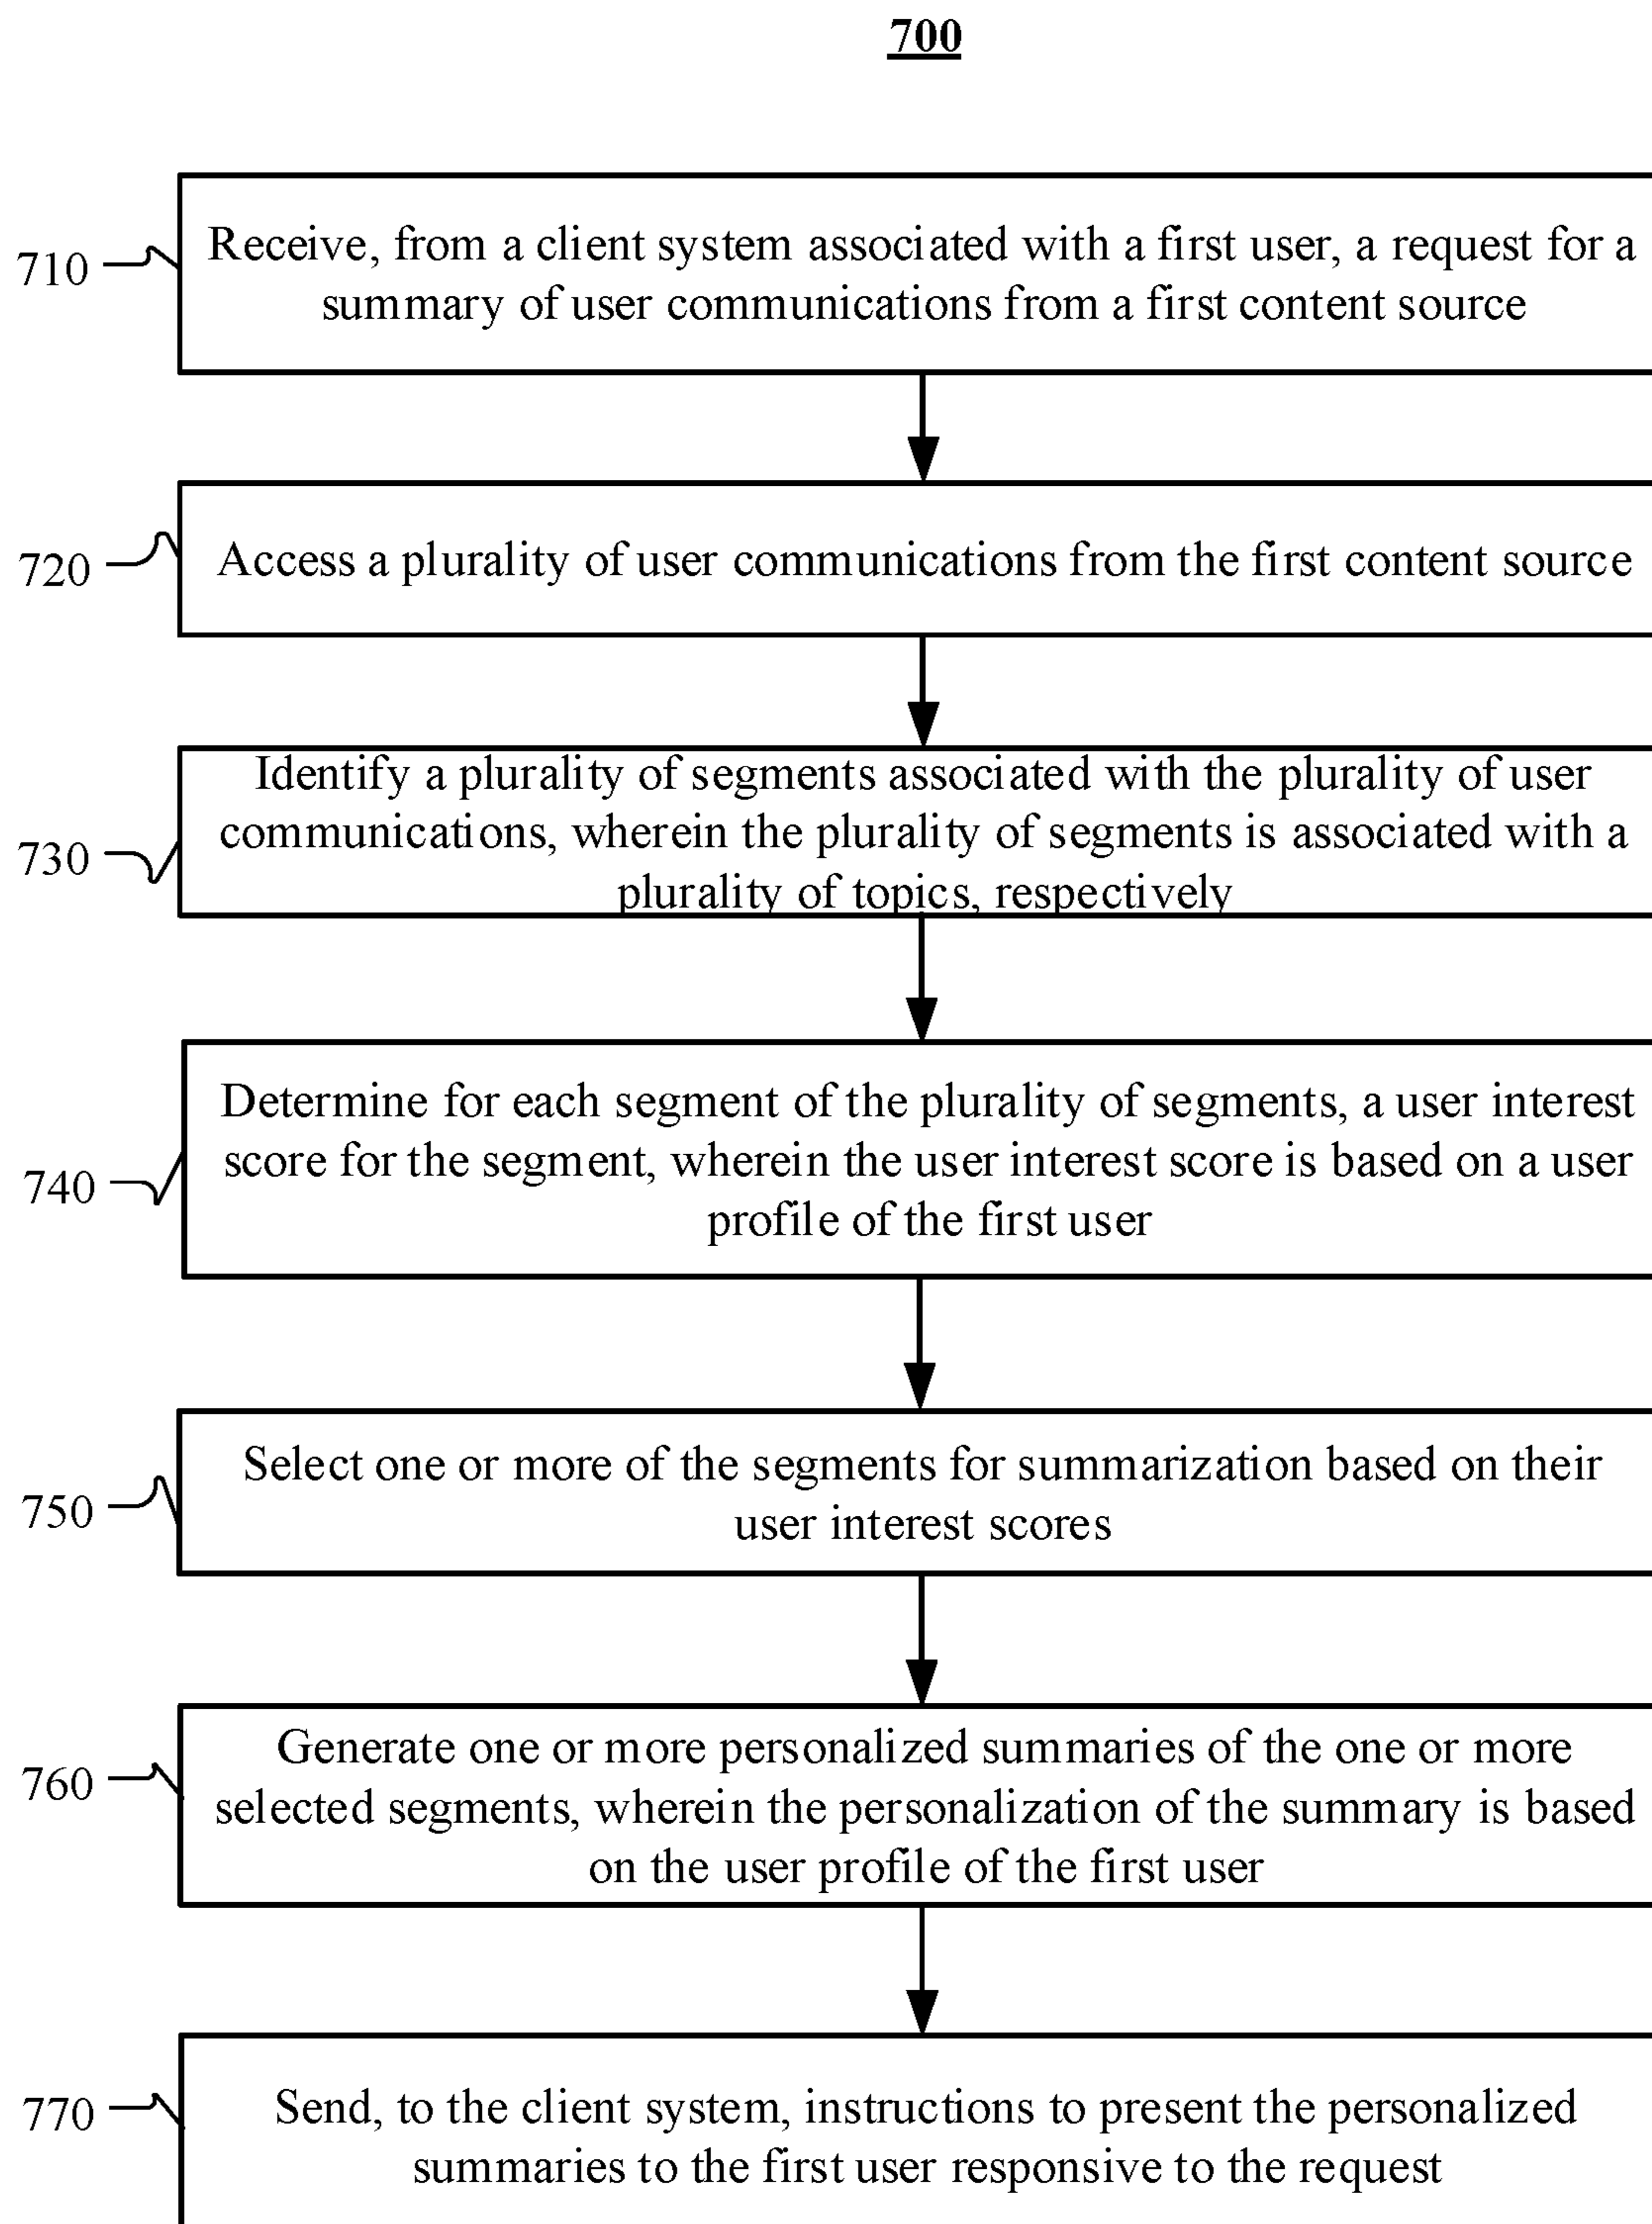 700
710
Receive, from a client system associated with a first user, a request for a
summary of user communications from a first content source
720
Access a plurality of user communications from the first content source
730
Identify a plurality of segments associated with the plurality of user
communications, wherein the plurality of segments is associated with a
plurality of topics, respectively
740
Determine for each segment of the plurality of segments, a user interest
score for the segment, wherein the user interest score is based on a user
profile of the first user
750
Select one or more of the segments for summarization based on their
user interest scores
760
Generate one or more personalized summaries of the one or more
selected segments, wherein the personalization of the summary is based
on the user profile of the first user
770
Send, to the client system, instructions to present the personalized
summaries to the first user responsive to the request